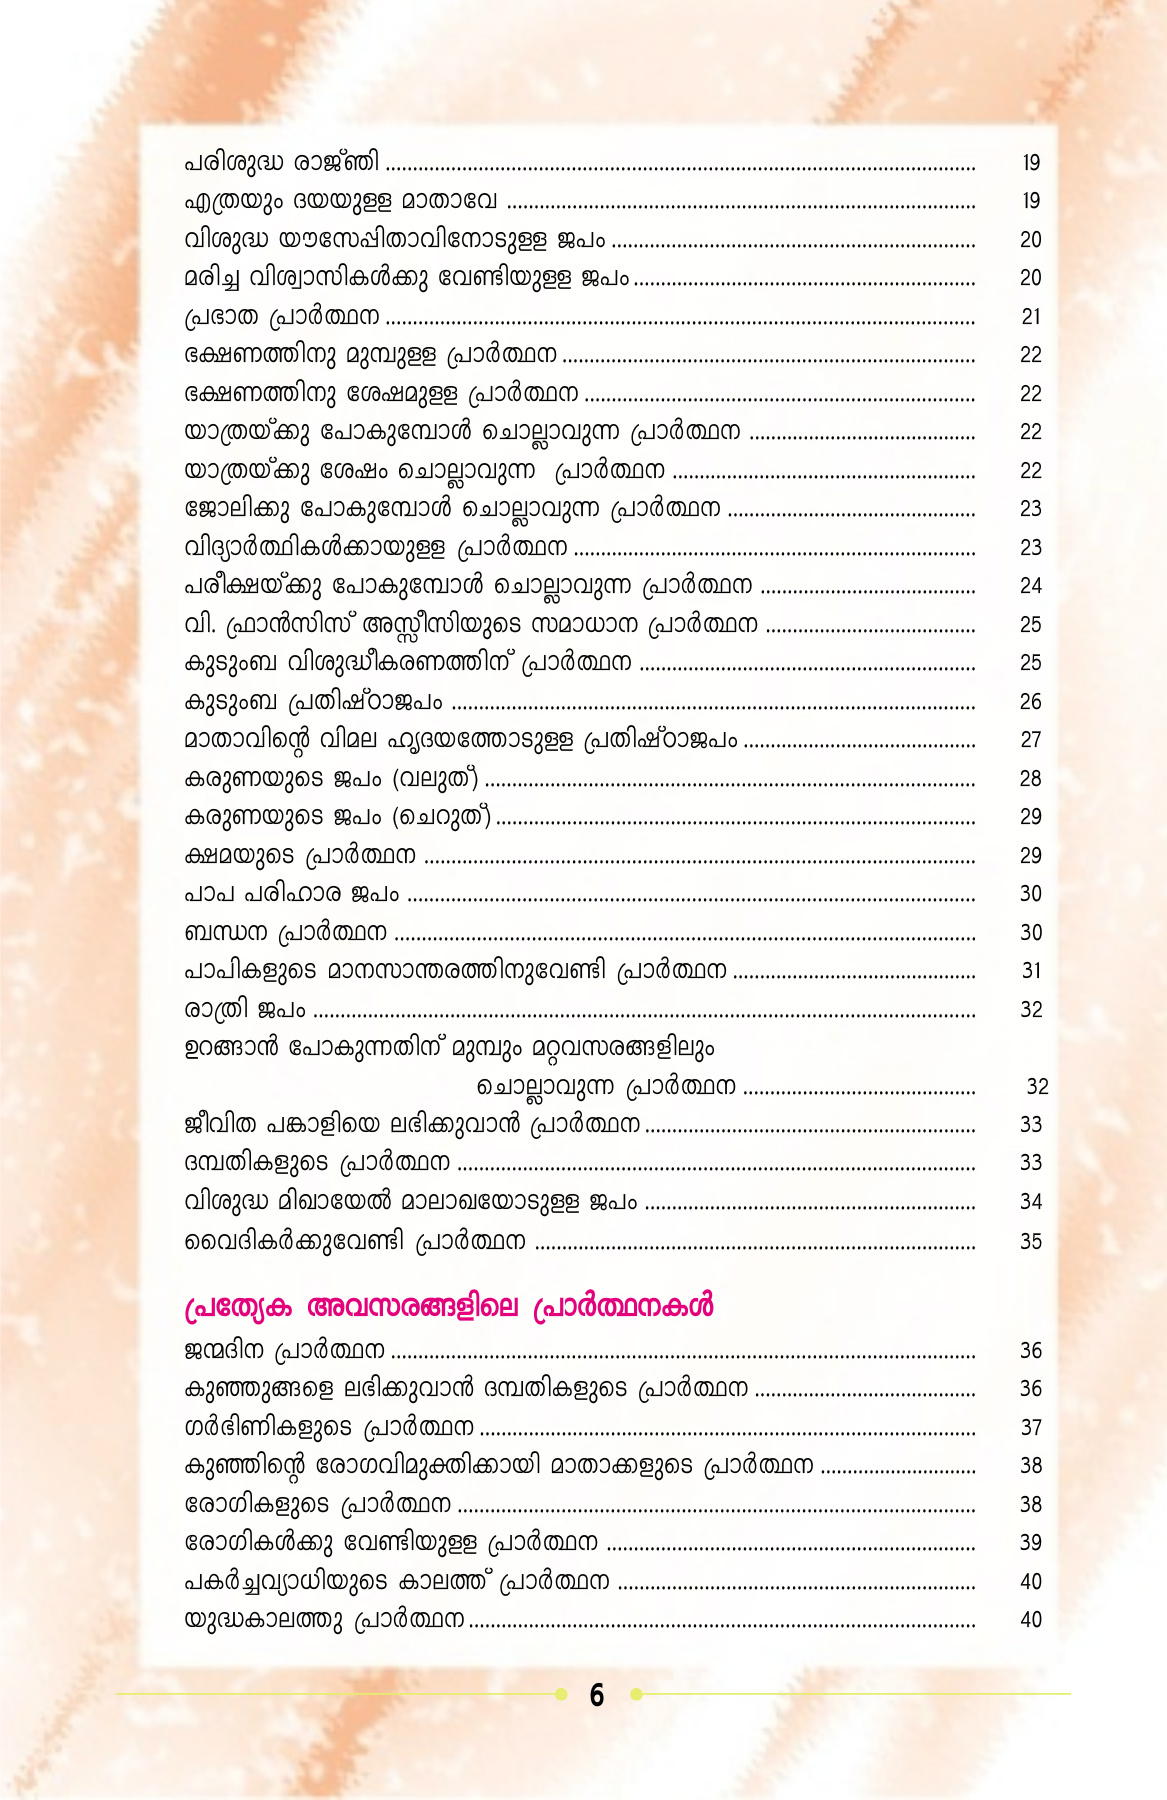 പരിശുദ്ധ രാജ്ഞി ........................................ 19
എത്രയും ദയയുള്ള മാതാവേ ........................................ 19
വിശുദ്ധ യൗസേപ്പിതാവിനോടുള്ള ജപം ........................................ 20
മരിച്ച വിശ്വാസികൾക്കു വേണ്ടിയുള്ള ജപം ........................................ 20
പ്രഭാത പ്രാർത്ഥന ........................................ 21
ഭക്ഷണത്തിനു മുമ്പുള്ള പ്രാർത്ഥന ........................................ 22
ഭക്ഷണത്തിനു ശേഷമുള്ള പ്രാർത്ഥന ........................................ 22
യാത്രയ്ക്കു പോകുമ്പോൾ ചൊല്ലാവുന്ന പ്രാർത്ഥന ........................................ 22
യാത്രയ്ക്കു ശേഷം ചൊല്ലാവുന്ന പ്രാർത്ഥന ........................................ 22
ജോലിക്കു പോകുമ്പോൾ ചൊല്ലാവുന്ന പ്രാർത്ഥന ........................................ 23
വിദ്യാർത്ഥികൾക്കായുള്ള പ്രാർത്ഥന ........................................ 23
പരീക്ഷയ്ക്കു പോകുമ്പോൾ ചൊല്ലാവുന്ന പ്രാർത്ഥന ........................................ 24
വി. ഫ്രാൻസിസ് അസ്സീസിയുടെ സമാധാന പ്രാർത്ഥന ........................................ 25
കുടുംബ വിശുദ്ധീകരണത്തിന് പ്രാർത്ഥന ........................................ 25
കുടുംബ പ്രതിഷ്ഠാജപം ........................................ 26
മാതാവിന്റെ വിമല ഹൃദയത്തോടുള്ള പ്രതിഷ്ഠാജപം ........................................ 27
കരുണയുടെ ജപം (വലുത്) ........................................ 28
കരുണയുടെ ജപം (ചെറുത്) ........................................ 29
ക്ഷമയുടെ പ്രാർത്ഥന ........................................ 29
പാപ പരിഹാര ജപം ........................................ 30
ബന്ധന പ്രാർത്ഥന ........................................ 30
പാപികളുടെ മാനസാന്തരത്തിനുവേണ്ടി പ്രാർത്ഥന ........................................ 31
രാത്രി ജപം ........................................ 32
ഉറങ്ങാൻ പോകുന്നതിന് മുമ്പും മറ്റവസരങ്ങളിലും
ചൊല്ലാവുന്ന പ്രാർത്ഥന ........................................ 32
ജീവിത പങ്കാളിയെ ലഭിക്കുവാൻ പ്രാർത്ഥന ........................................ 33
ദമ്പതികളുടെ പ്രാർത്ഥന ........................................ 33
വിശുദ്ധ മിഖായേൽ മാലാഖയോടുള്ള ജപം ........................................ 34
വൈദികർക്കുവേണ്ടി പ്രാർത്ഥന ........................................ 35
പ്രത്യേക അവസരങ്ങളിലെ പ്രാർത്ഥനകൾ
ജന്മദിന പ്രാർത്ഥന ........................................ 36
കുഞ്ഞുങ്ങളെ ലഭിക്കുവാൻ ദമ്പതികളുടെ പ്രാർത്ഥന ........................................ 36
ഗർഭിണികളുടെ പ്രാർത്ഥന ........................................ 37
കുഞ്ഞിന്റെ രോഗവിമുക്തിക്കായി മാതാക്കളുടെ പ്രാർത്ഥന ........................................ 38
രോഗികളുടെ പ്രാർത്ഥന ........................................ 38
രോഗികൾക്കു വേണ്ടിയുള്ള പ്രാർത്ഥന ........................................ 39
പകർച്ചവ്യാധിയുടെ കാലത്ത് പ്രാർത്ഥന ........................................ 40
യുദ്ധകാലത്തു പ്രാർത്ഥന ........................................ 40
6